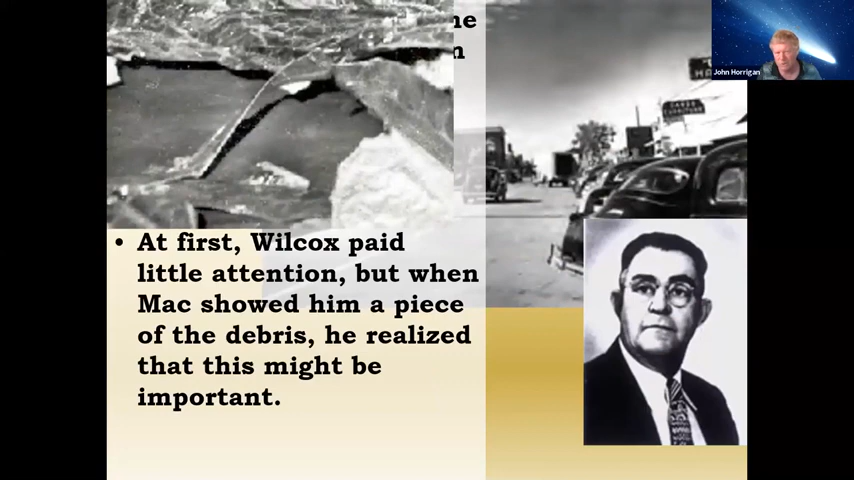 John Horrigan
• At first, Wilcox paid
little attention, but when
Mac showed him a piece
of the debris, he realized
that this might be
important.